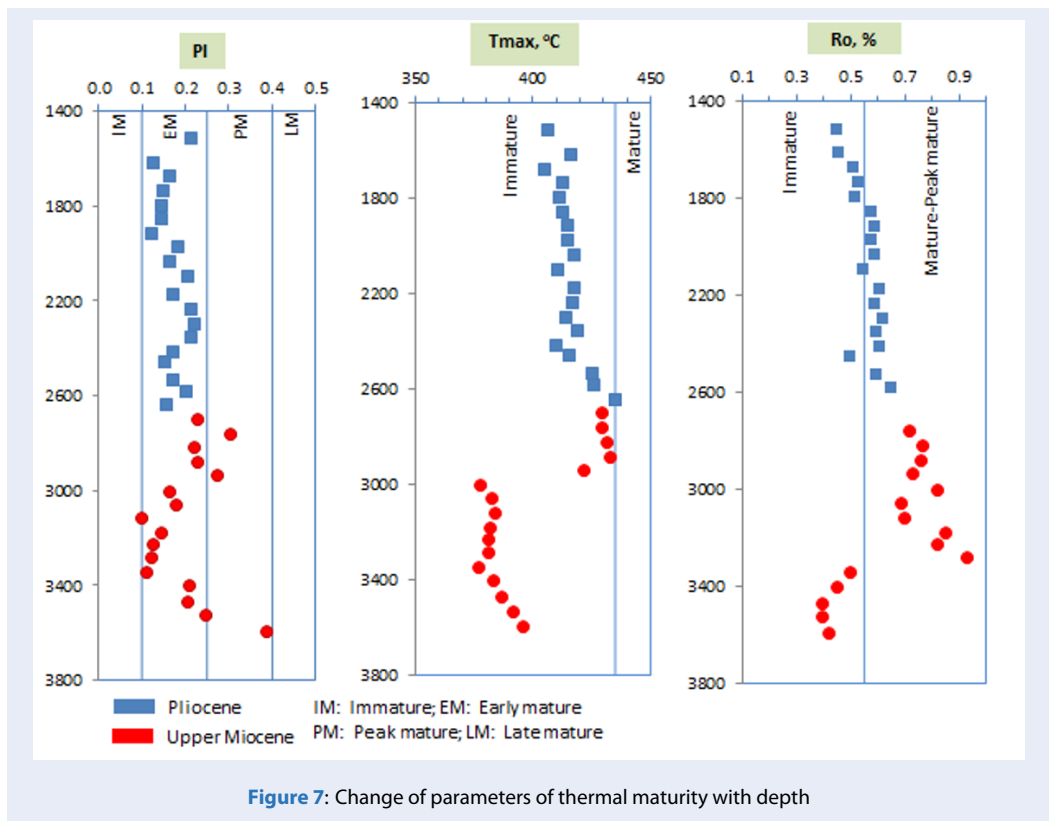 PI
0.0 0.1 0.2 0.3 0.4 0.5
1400
1800
2200
2600
3000
3400
3800
IM
EM
PM
LM
Tmax, °C
350 400 450
1400
1800
2200
2600
3000
3400
3800
Immature
Mature
Ro, %
0.1 0.3 0.5 0.7 0.9
1400
1800
2200
2600
3000
3400
3800
Immature
Mature-Peak mature
Pliocene
Upper Miocene
IM: Immature; EM: Early mature
PM: Peak mature; LM: Late mature
Figure 7: Change of parameters of thermal maturity with depth